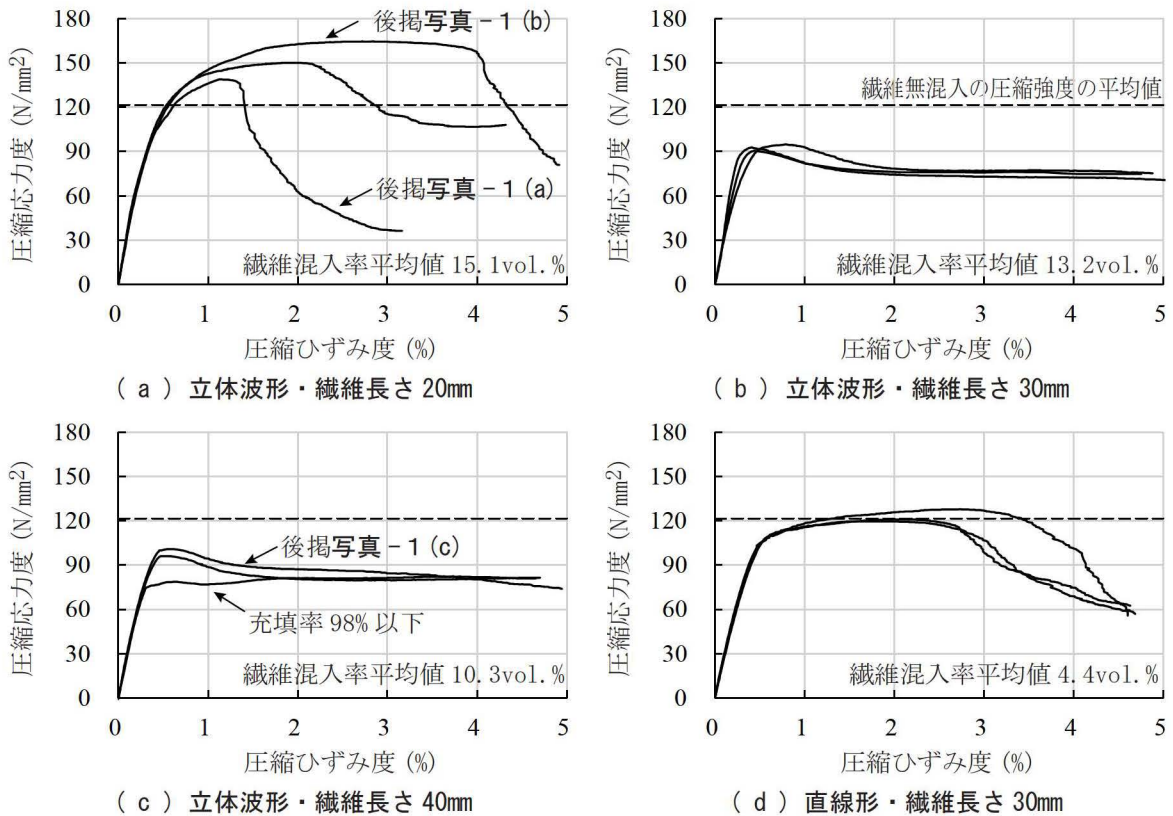 180
150
120
90
60
30
0
圧縮応力度 (N/mm²)
後掲写真－1 (b)
後掲写真－1 (a)
繊維混入率平均値 15.1vol.%
0 1 2 3 4 5
圧縮ひずみ度 (%)
( a ) 立体波形・繊維長さ 20mm
180
150
120
90
60
30
0
圧縮応力度 (N/mm²)
繊維無混入の圧縮強度の平均値
繊維混入率平均値 13.2vol.%
0 1 2 3 4 5
圧縮ひずみ度 (%)
( b ) 立体波形・繊維長さ 30mm
180
150
120
90
60
30
0
圧縮応力度 (N/mm²)
後掲写真－1 (c)
充填率 98% 以下
繊維混入率平均値 10.3vol.%
0 1 2 3 4 5
圧縮ひずみ度 (%)
( c ) 立体波形・繊維長さ 40mm
180
150
120
90
60
30
0
圧縮応力度 (N/mm²)
繊維混入率平均値 4.4vol.%
0 1 2 3 4 5
圧縮ひずみ度 (%)
( d ) 直線形・繊維長さ 30mm